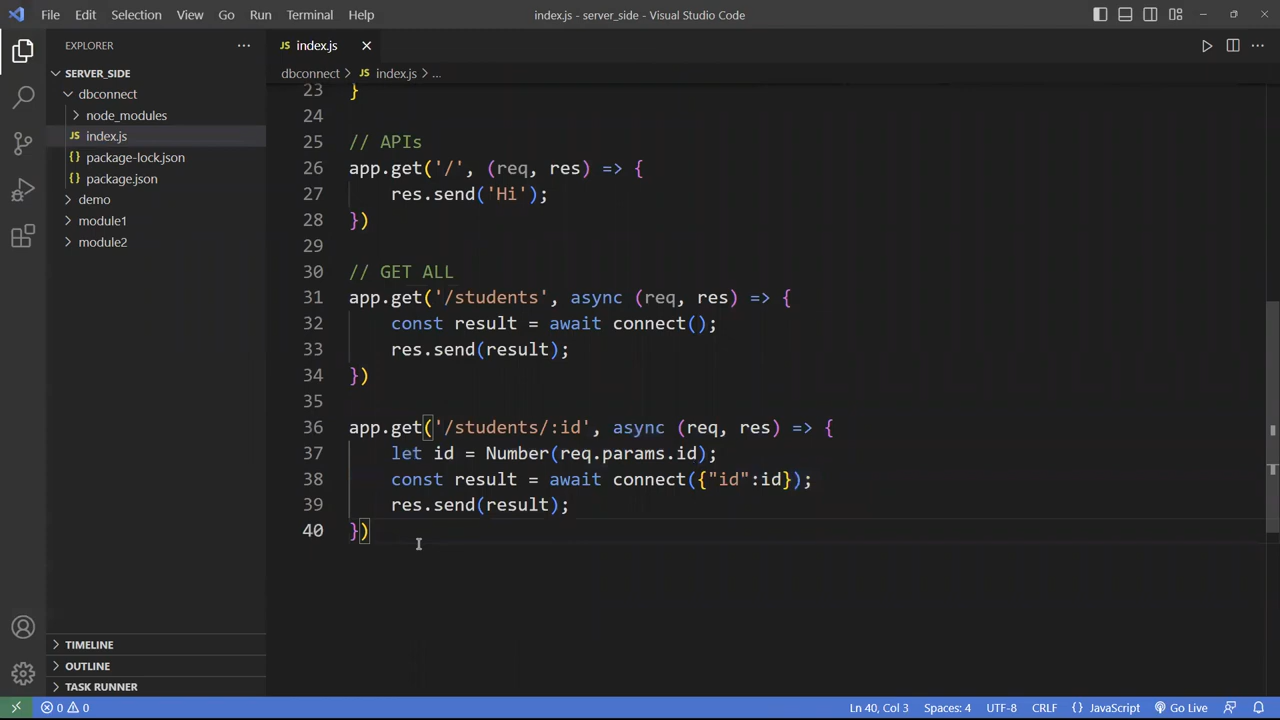 File Edit Selection View Go Run Terminal Help index.js - server_side - Visual Studio Code
EXPLORER
SERVER_SIDE
dbconnect
node_modules
JS index.js
{} package-lock.json
{} package.json
demo
module1
module2
TIMELINE
OUTLINE
TASK RUNNER
JS index.js
dbconnect > JS index.js > ...
23 }
24
25 // APIs
26 app.get('/', (req, res) => {
27 res.send('Hi');
28 })
29
30 // GET ALL
31 app.get('/students', async (req, res) => {
32 const result = await connect();
33 res.send(result);
34 })
35
36 app.get('/students/:id', async (req, res) => {
37 let id = Number(req.params.id);
38 const result = await connect({"id":id});
39 res.send(result);
40 })
0 0 Ln 40, Col 3 Spaces: 4 UTF-8 CRLF {} JavaScript Go Live